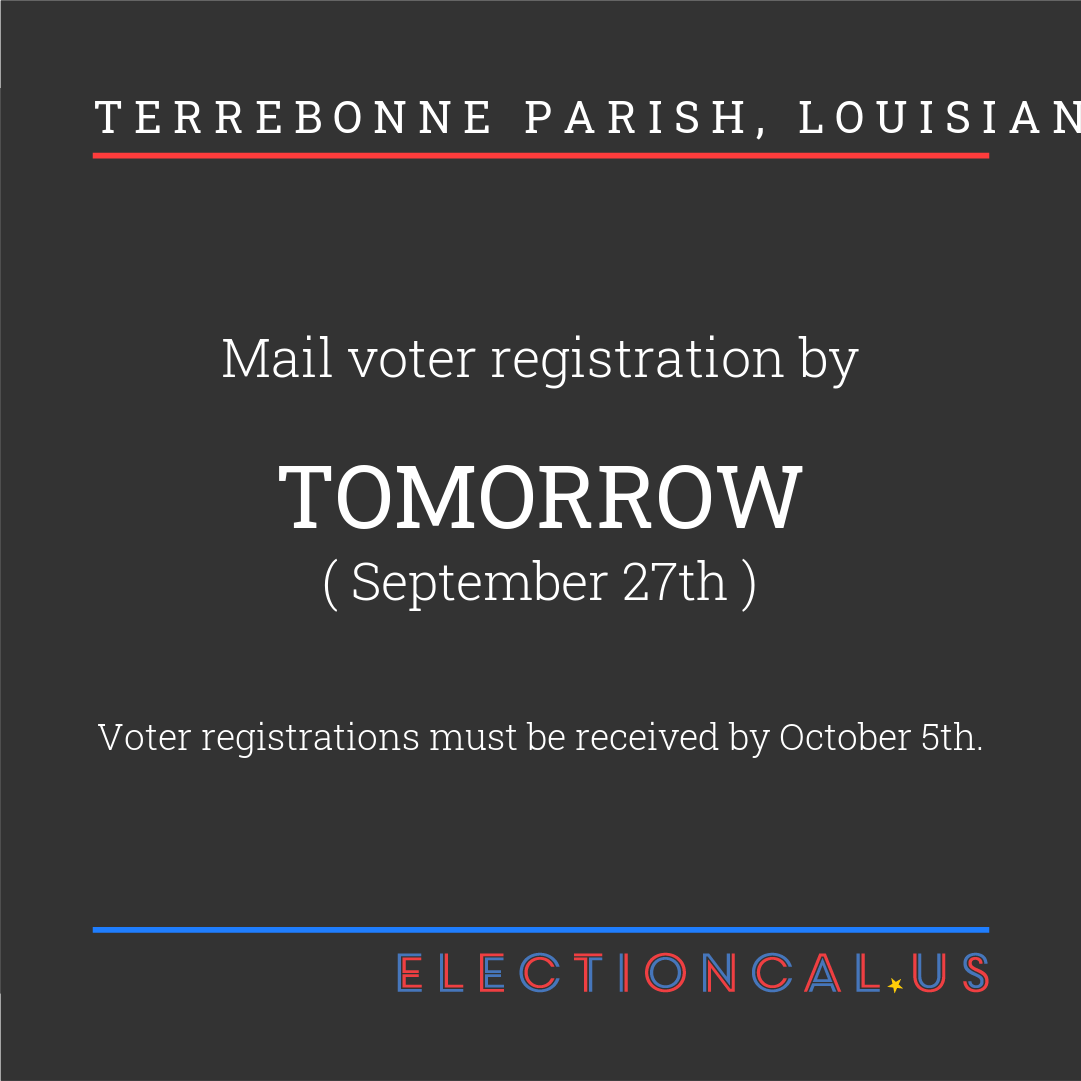 TERREBONNE PARISH, LOUISIAN
Mail voter registration by
TOMORROW
( September 27th )
Voter registrations must be received by October 5th.
ELECTIONCAL.US